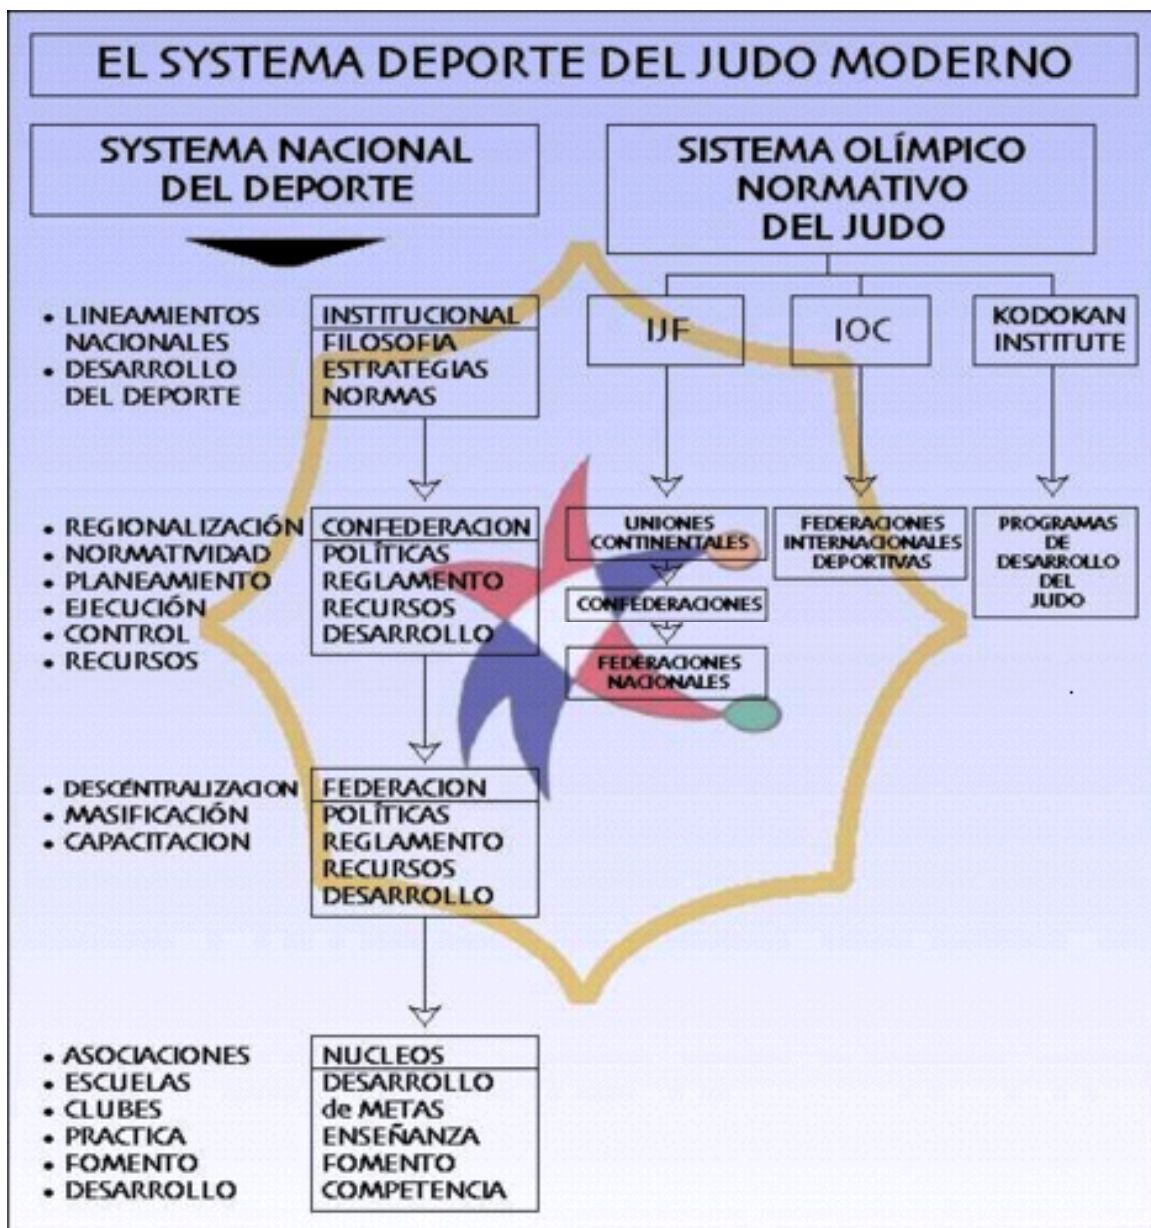 EL SYSTEMA DEPORTE DEL JUDO MODERNO
SYSTEMA NACIONAL
DEL DEPORTE
• LINEAMIENTOS
NACIONALES
• DESARROLLO
DEL DEPORTE
INSTITUCIONAL
FILOSOFIA
ESTRATEGIAS
NORMAS
• REGIONALIZACIÓN
• NORMATIVIDAD
• PLANEAMIENTO
• EJECUCIÓN
• CONTROL
• RECURSOS
CONFEDERACION
POLÍTICAS
REGLAMENTO
RECURSOS
DESARROLLO
• DESCÉNTRALIZACION
• MASIFICACIÓN
• CAPACITACION
FEDERACION
POLÍTICAS
REGLAMENTO
RECURSOS
DESARROLLO
• ASOCIACIONES
• ESCUELAS
• CLUBES
• PRACTICA
• FOMENTO
• DESARROLLO
NUCLEOS
DESARROLLO
de METAS
ENSEÑANZA
FOMENTO
COMPETENCIA
SISTEMA OLÍMPICO
NORMATIVO
DEL JUDO
IJF
UNIONES
CONTINENTALES
CONFEDERACIONES
FEDERACIONES
NACIONALES
IOC
FEDERACIONES
INTERNACIONALES
DEPORTIVAS
KODOKAN
INSTITUTE
PROGRAMAS
DE
DESARROLLO
DEL
JUDO